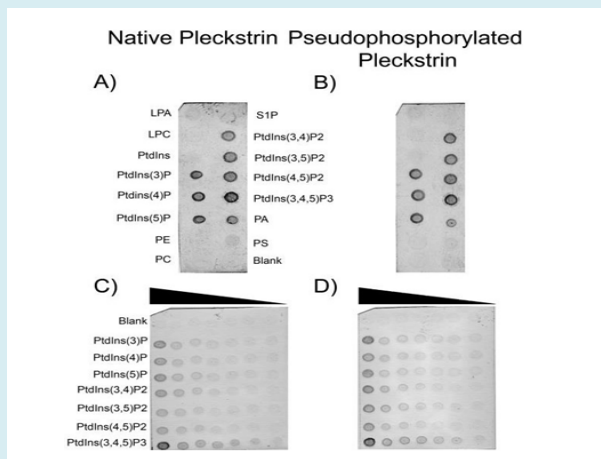 Native Pleckstrin Pseudophosphorylated
Pleckstrin
A)
B)
LPA
S1P
LPC
PtdIns(3,4)P2
PtdIns
PtdIns(3,5)P2
PtdIns(3)P
PtdIns(4,5)P2
Ptdins(4)P
PtdIns(3,4,5)P3
PtdIns(5)P
PA
PE
PS
PC
Blank
C)
D)
Blank
PtdIns(3)P
PtdIns(4)P
PtdIns(5)P
PtdIns(3,4)P2
PtdIns(3,5)P2
PtdIns(4,5)P2
PtdIns(3,4,5)P3